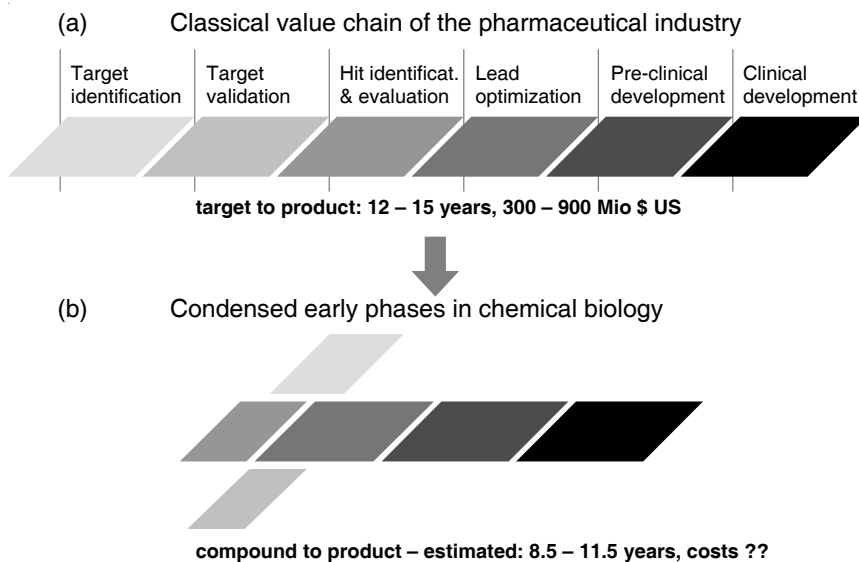 (a) Classical value chain of the pharmaceutical industry
Target identification
Target validation
Hit identificat. & evaluation
Lead optimization
Pre-clinical development
Clinical development
target to product: 12 – 15 years, 300 – 900 Mio $ US
(b) Condensed early phases in chemical biology
compound to product – estimated: 8.5 – 11.5 years, costs ??